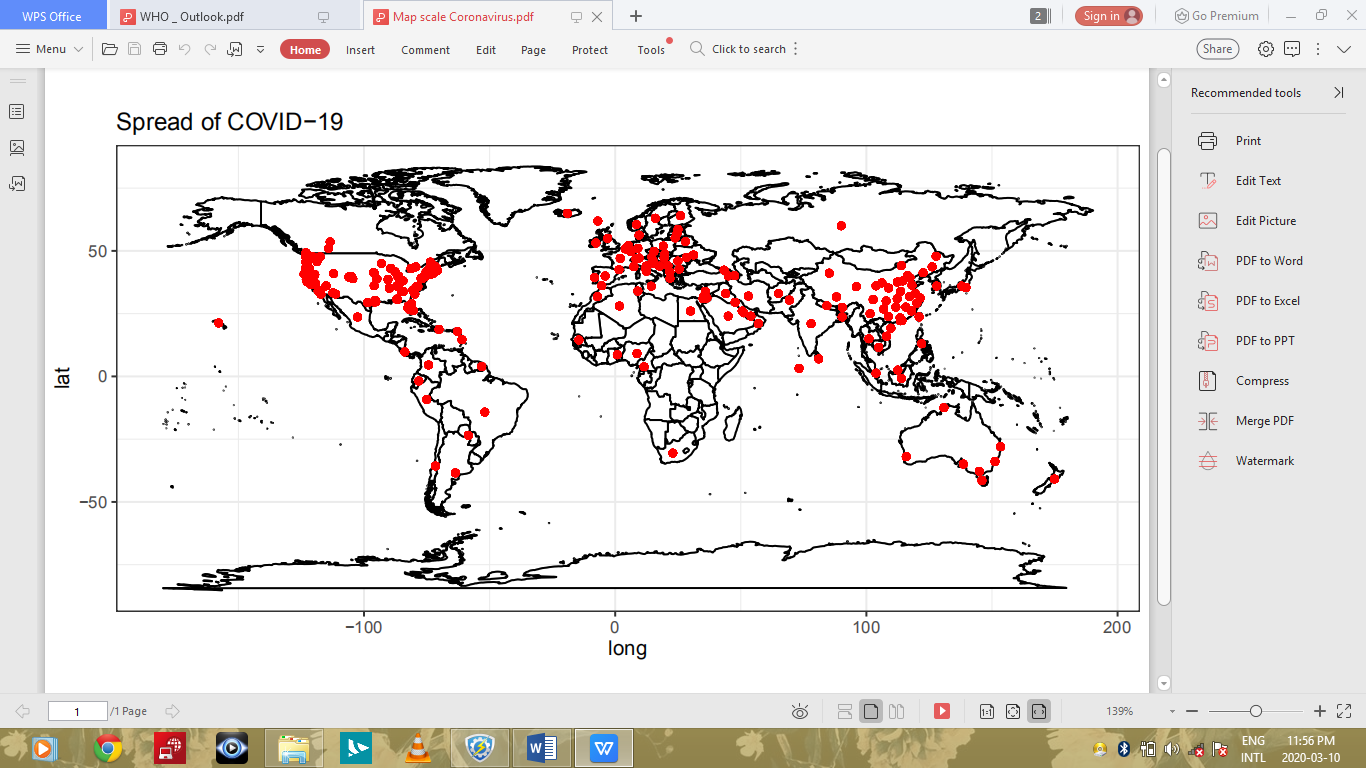 WPS Office
WHO _ Outlook.pdf
Map scale Coronavirus.pdf
2
Sign in
Go Premium
Menu
Home
Insert
Comment
Edit
Page
Protect
Tools
Click to search
Share
Spread of COVID−19
lat
50
0
−50
−100
0
100
200
long
Recommended tools
Print
Edit Text
Edit Picture
PDF to Word
PDF to Excel
PDF to PPT
Compress
Merge PDF
Watermark
1
/1 Page
1:1
139%
ENG
INTL
11:56 PM
2020-03-10